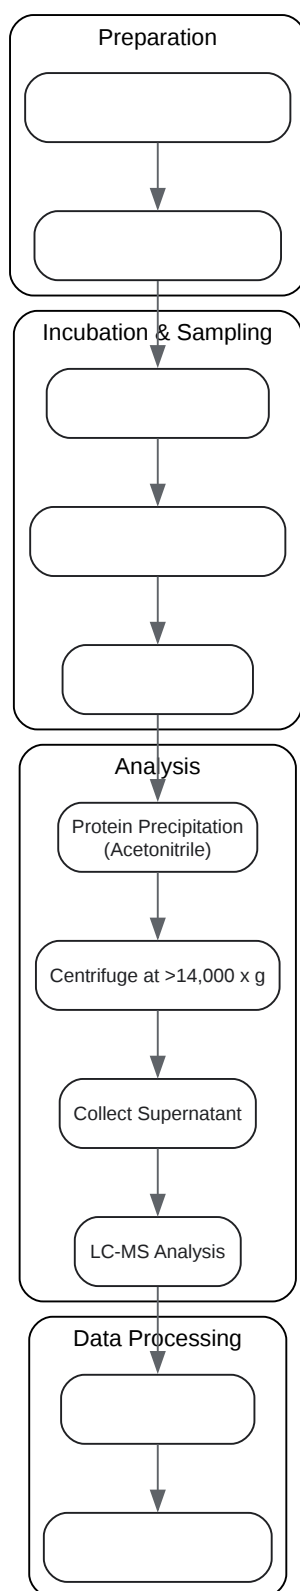 Preparation
Incubation & Sampling
Analysis
Protein Precipitation
(Acetonitrile)
Centrifuge at >14,000 x g
Collect Supernatant
LC-MS Analysis
Data Processing